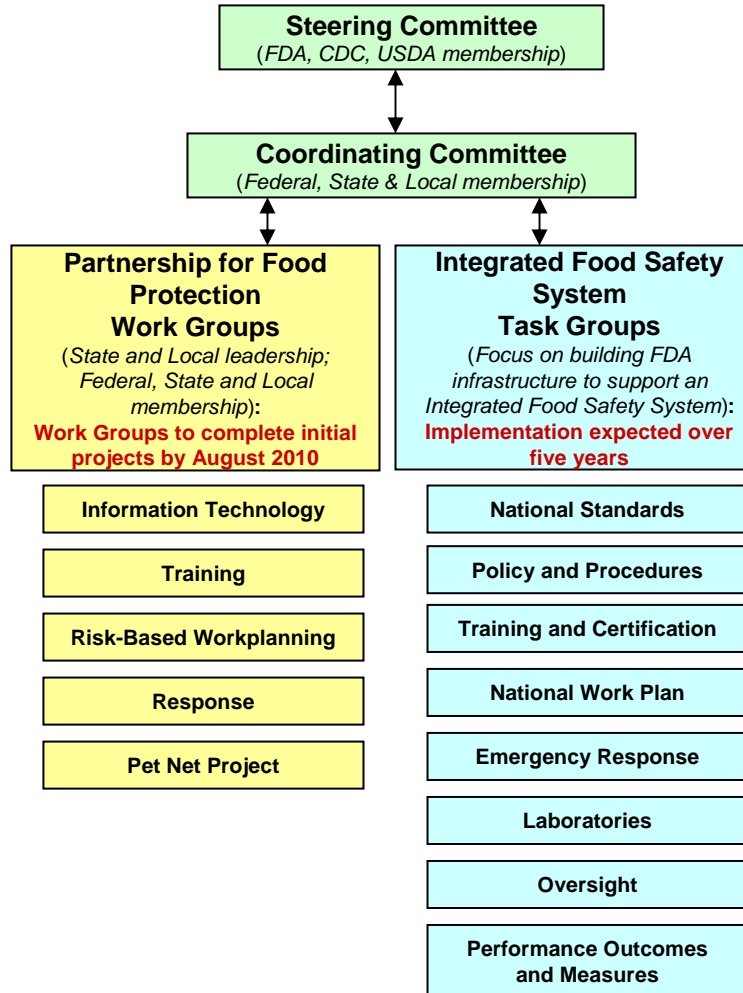 Steering Committee
(FDA, CDC, USDA membership)
Coordinating Committee
(Federal, State & Local membership)
Partnership for Food
Protection
Work Groups
(State and Local leadership;
Federal, State and Local
membership):
Work Groups to complete initial
projects by August 2010
Information Technology
Training
Risk-Based Workplanning
Response
Pet Net Project
Integrated Food Safety
System
Task Groups
(Focus on building FDA
infrastructure to support an
Integrated Food Safety System):
Implementation expected over
five years
National Standards
Policy and Procedures
Training and Certification
National Work Plan
Emergency Response
Laboratories
Oversight
Performance Outcomes
and Measures